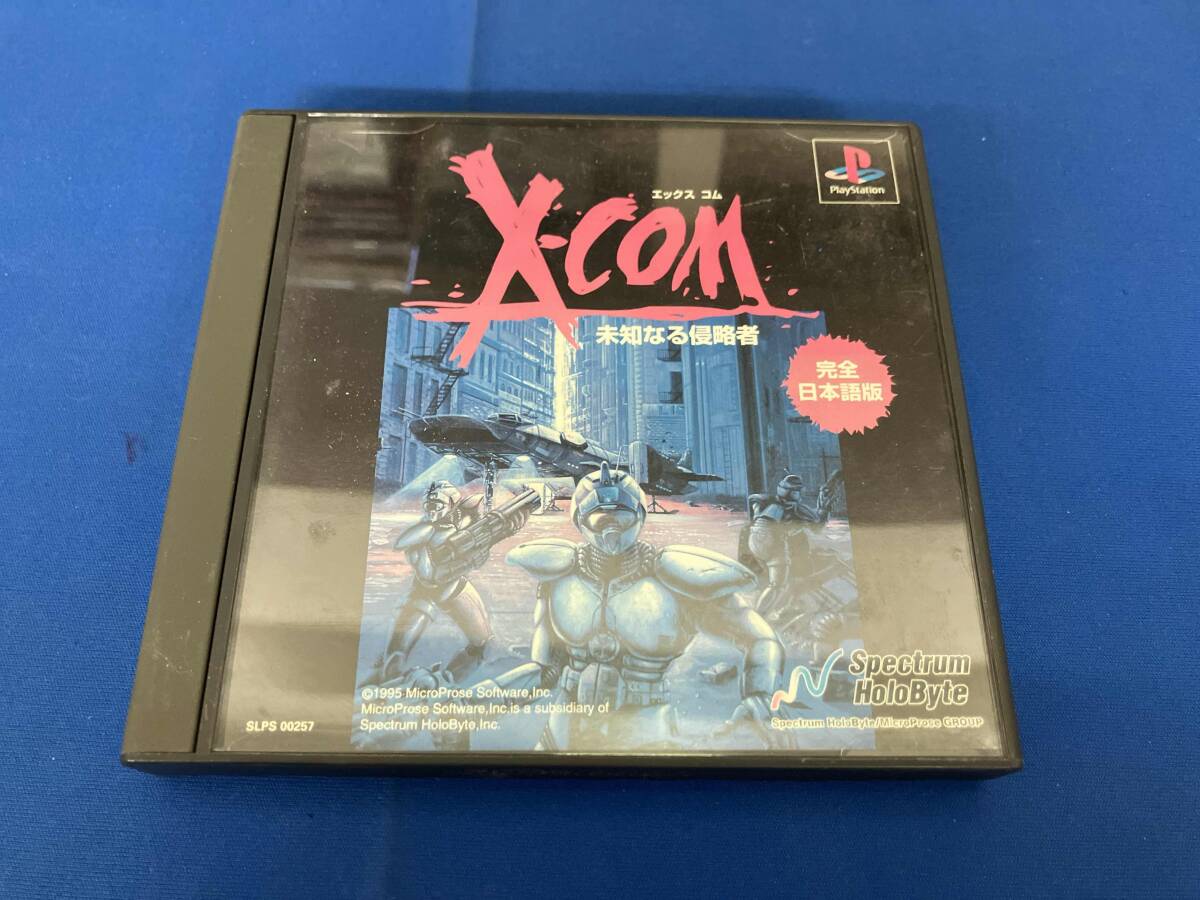 エックス コム
X-COM
PlayStation
未知なる侵略者
完全
日本語版
©1995 MicroProse Software,Inc.
MicroProse Software,Inc.is a subsidiary of
Spectrum HoloByte,Inc.
SLPS 00257
Spectrum
HoloByte
Spectrum HoloByte/MicroProse GROUP